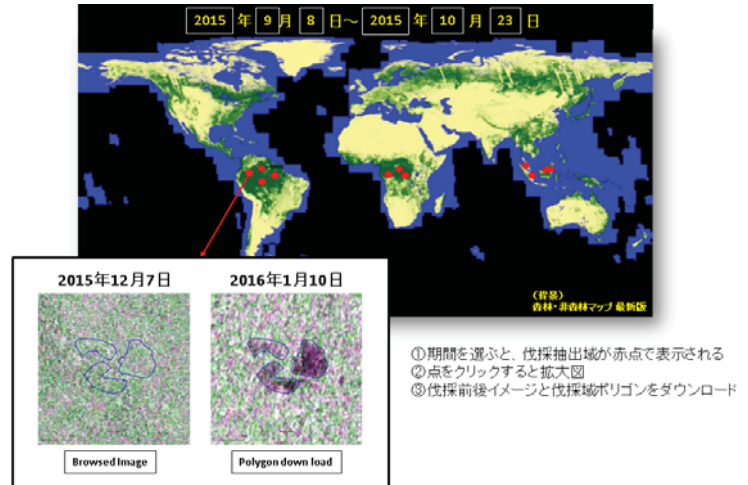 2015 年 9 月 8 日～ 2015 年 10 月 23 日
(背景)
森林・非森林マップ 最新版
2015年12月7日
2016年1月10日
Browsed Image
Polygon down load
①期間を選ぶと、伐採抽出域が赤点で表示される
②点をクリックすると拡大図
③伐採前後イメージと伐採域ポリゴンをダウンロード